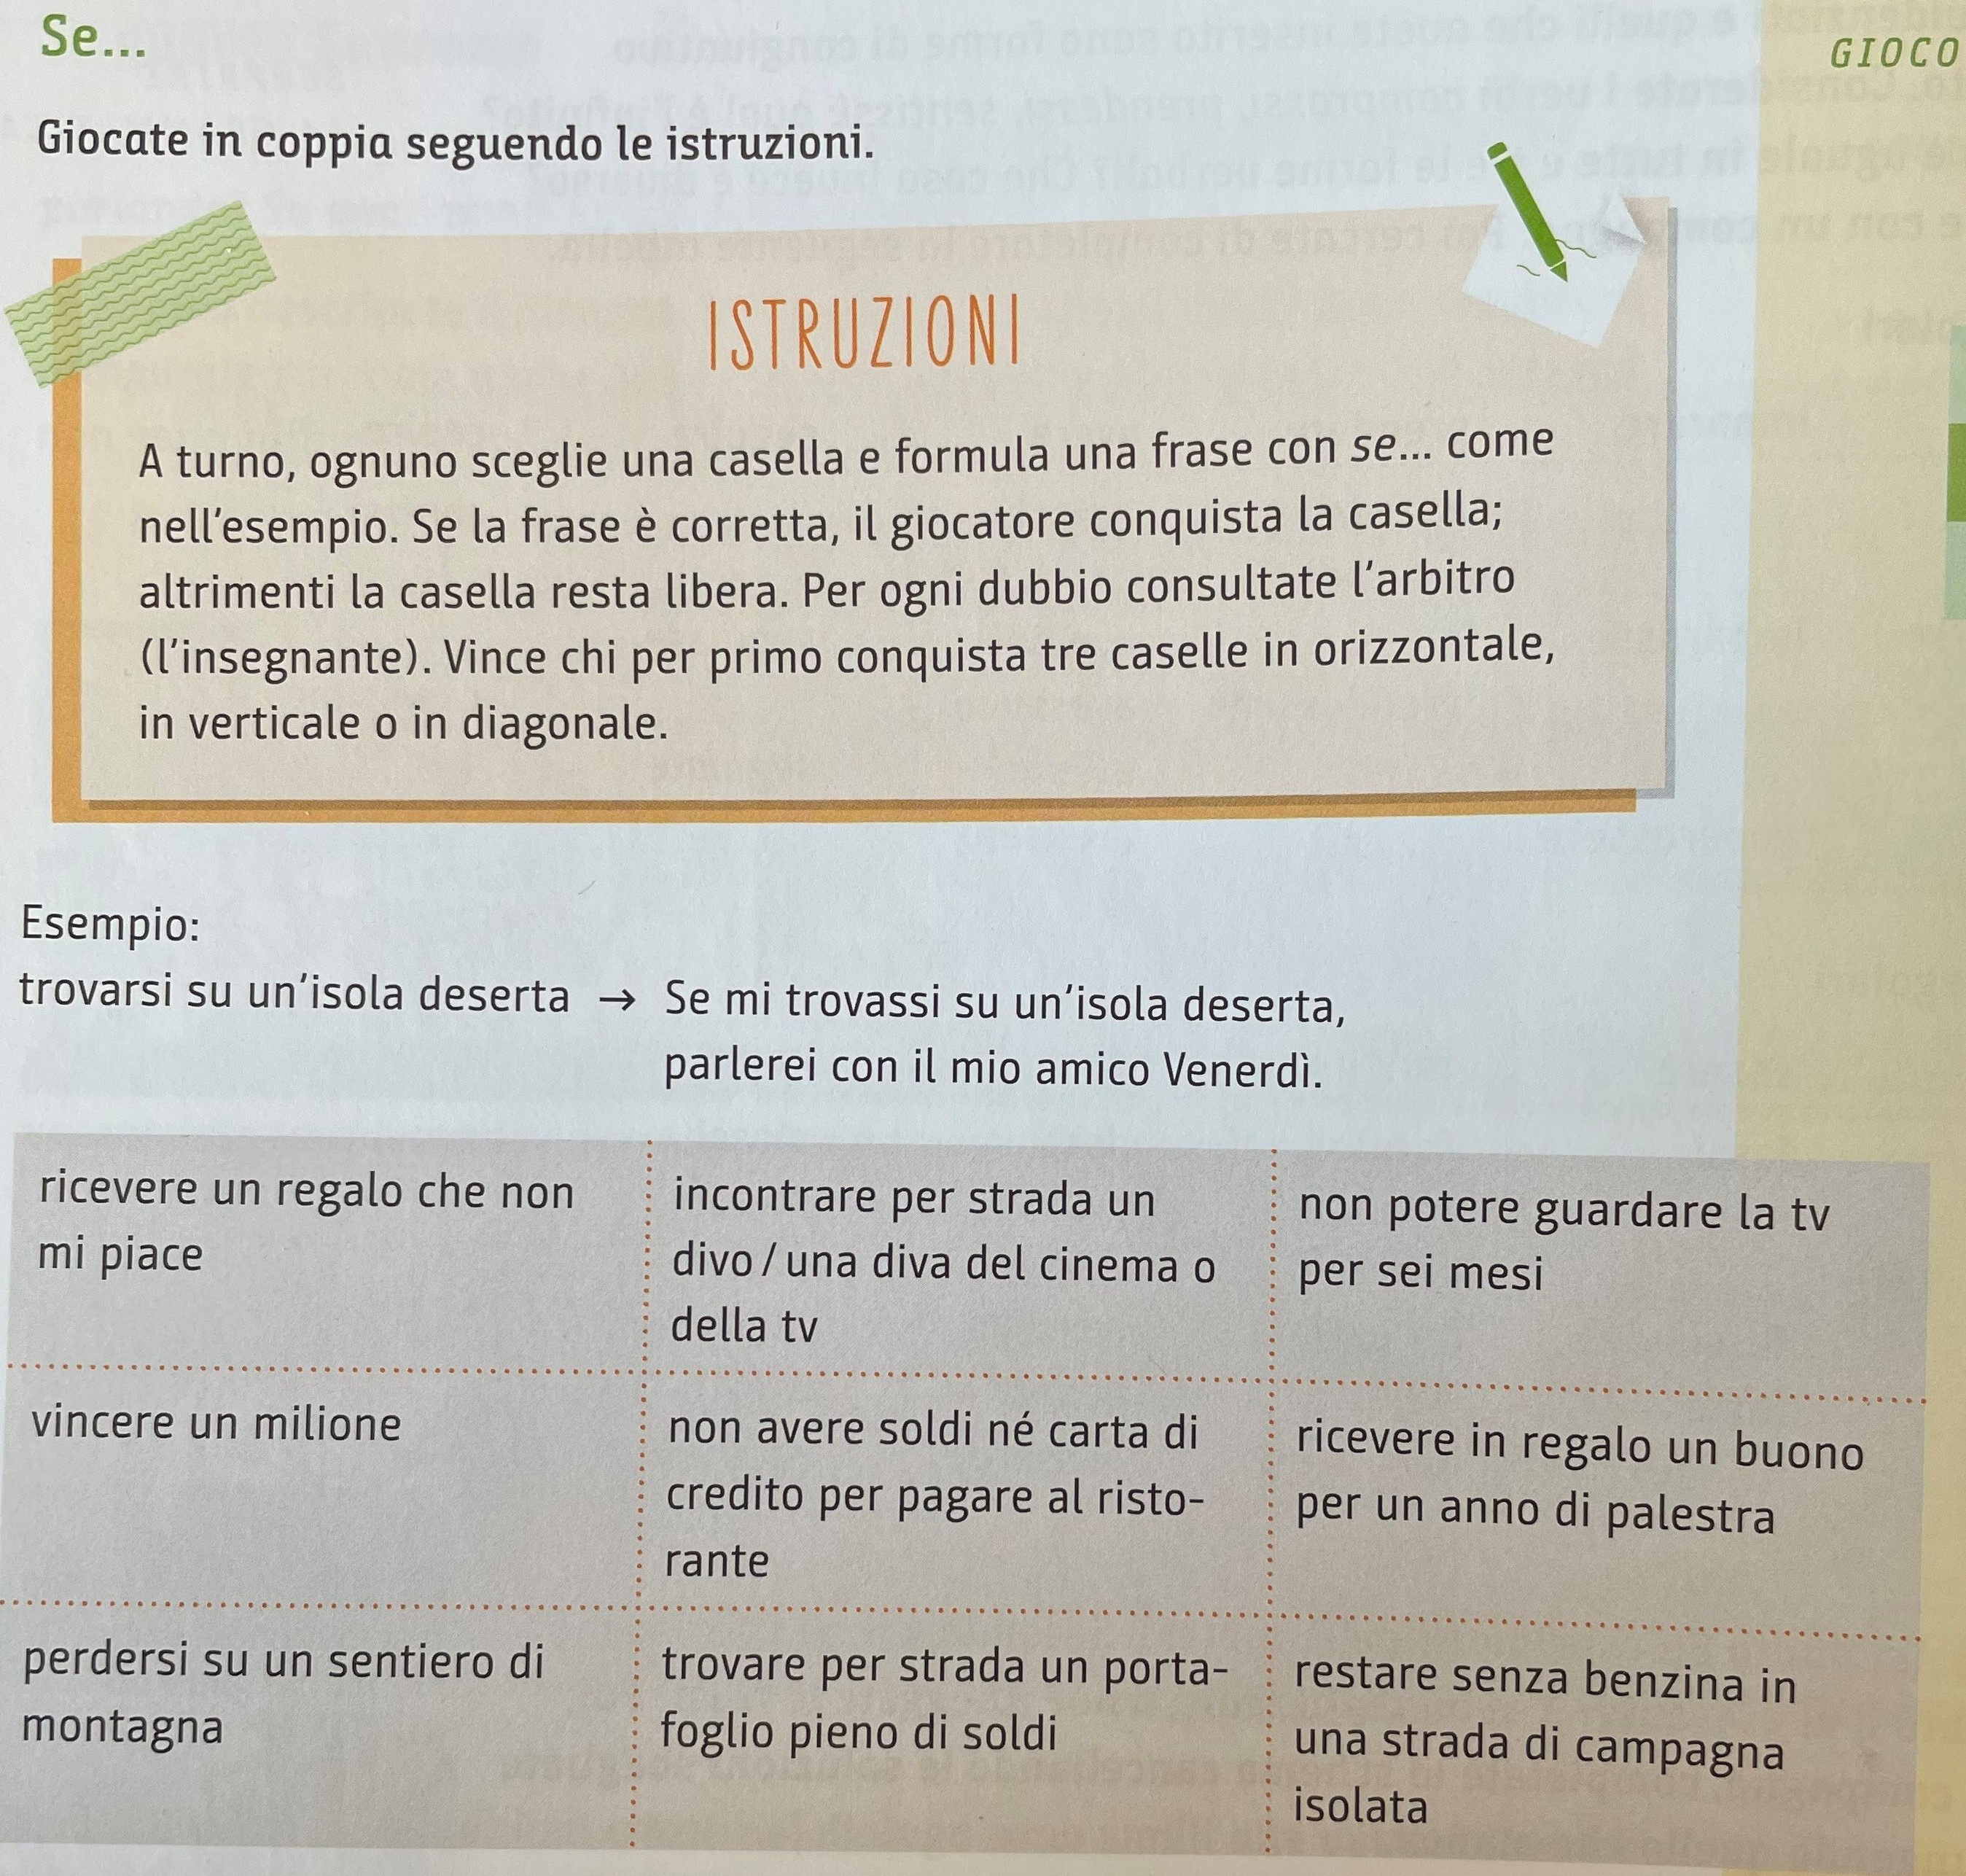 Se...
GIOCO
Giocate in coppia seguendo le istruzioni.
ISTRUZIONI
A turno, ognuno sceglie una casella e formula una frase con se... come
nell'esempio. Se la frase è corretta, il giocatore conquista la casella;
altrimenti la casella resta libera. Per ogni dubbio consultate l'arbitro
(l'insegnante). Vince chi per primo conquista tre caselle in orizzontale,
in verticale o in diagonale.
Esempio:
trovarsi su un'isola deserta → Se mi trovassi su un'isola deserta,
parlerei con il mio amico Venerdì.
ricevere un regalo che non
mi piace
incontrare per strada un
divo / una diva del cinema o
della tv
non potere guardare la tv
per sei mesi
vincere un milione
non avere soldi né carta di
credito per pagare al risto-
rante
ricevere in regalo un buono
per un anno di palestra
perdersi su un sentiero di
montagna
trovare per strada un porta-
foglio pieno di soldi
restare senza benzina in
una strada di campagna
isolata